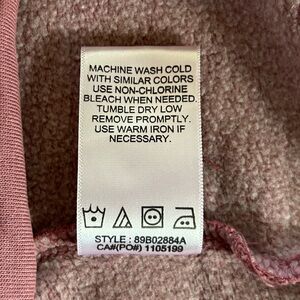 MACHINE WASH COLD
WITH SIMILAR COLORS
USE NON-CHLORINE
BLEACH WHEN NEEDED.
TUMBLE DRY LOW
REMOVE PROMPTLY.
USE WARM IRON IF
NECESSARY.
STYLE : 89B02884A
CA#(PO#) 1105199